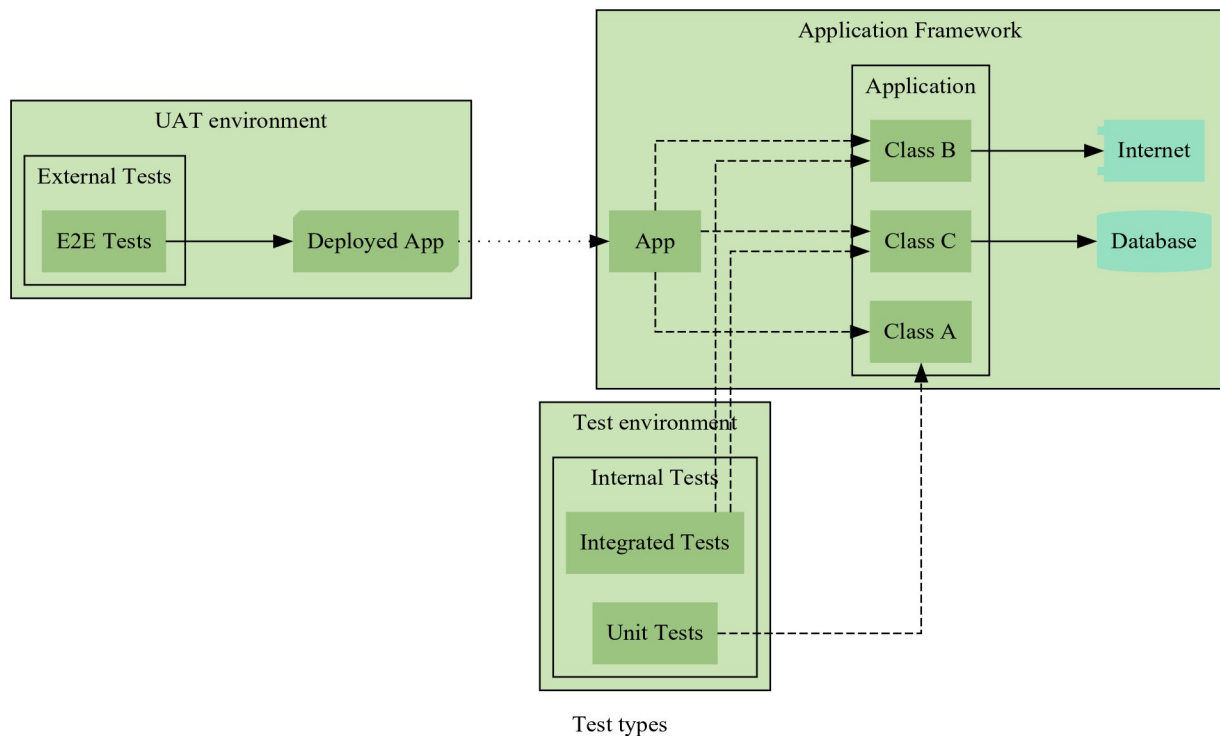 Application Framework
Application
UAT environment
External Tests
E2E Tests
Deployed App
App
Class B
Internet
Class C
Database
Class A
Test environment
Internal Tests
Integrated Tests
Unit Tests
Test types